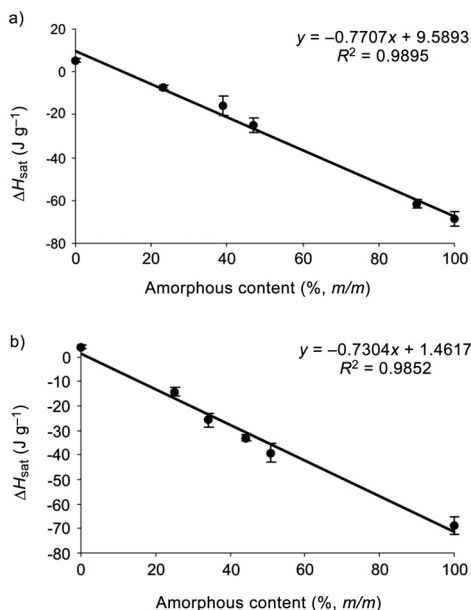 a)
y = –0.7707x + 9.5893
R² = 0.9895
20
0
-20
-40
-60
-80
ΔHsat (J g–1)
0 20 40 60 80 100
Amorphous content (%, m/m)
b)
y = –0.7304x + 1.4617
R² = 0.9852
0
-10
-20
-30
-40
-50
-60
-70
-80
ΔHsat (J g–1)
0 20 40 60 80 100
Amorphous content (%, m/m)